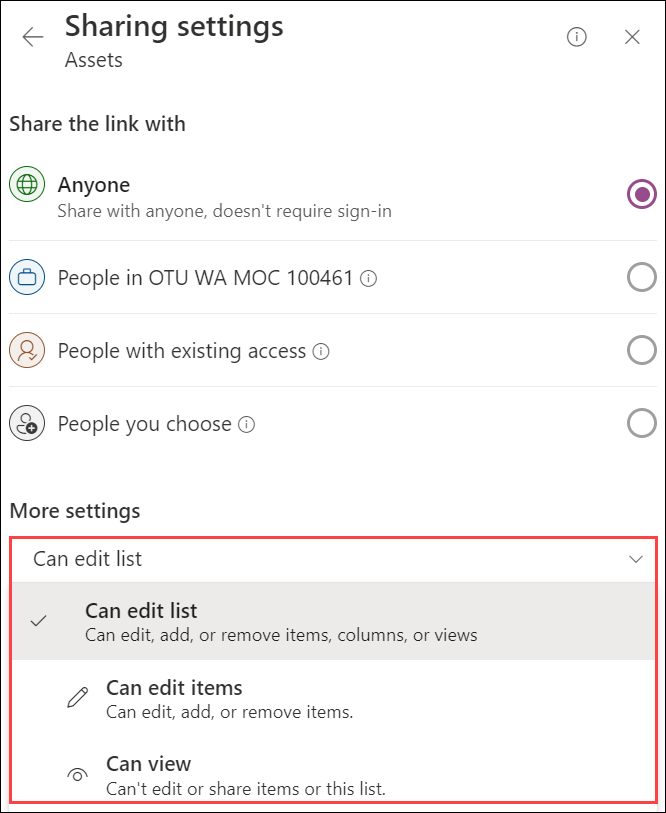 Sharing settings
Assets
Share the link with
Anyone
Share with anyone, doesn't require sign-in
People in OTU WA MOC 100461
People with existing access
People you choose
More settings
Can edit list
Can edit list
Can edit, add, or remove items, columns, or views
Can edit items
Can edit, add, or remove items.
Can view
Can't edit or share items or this list.